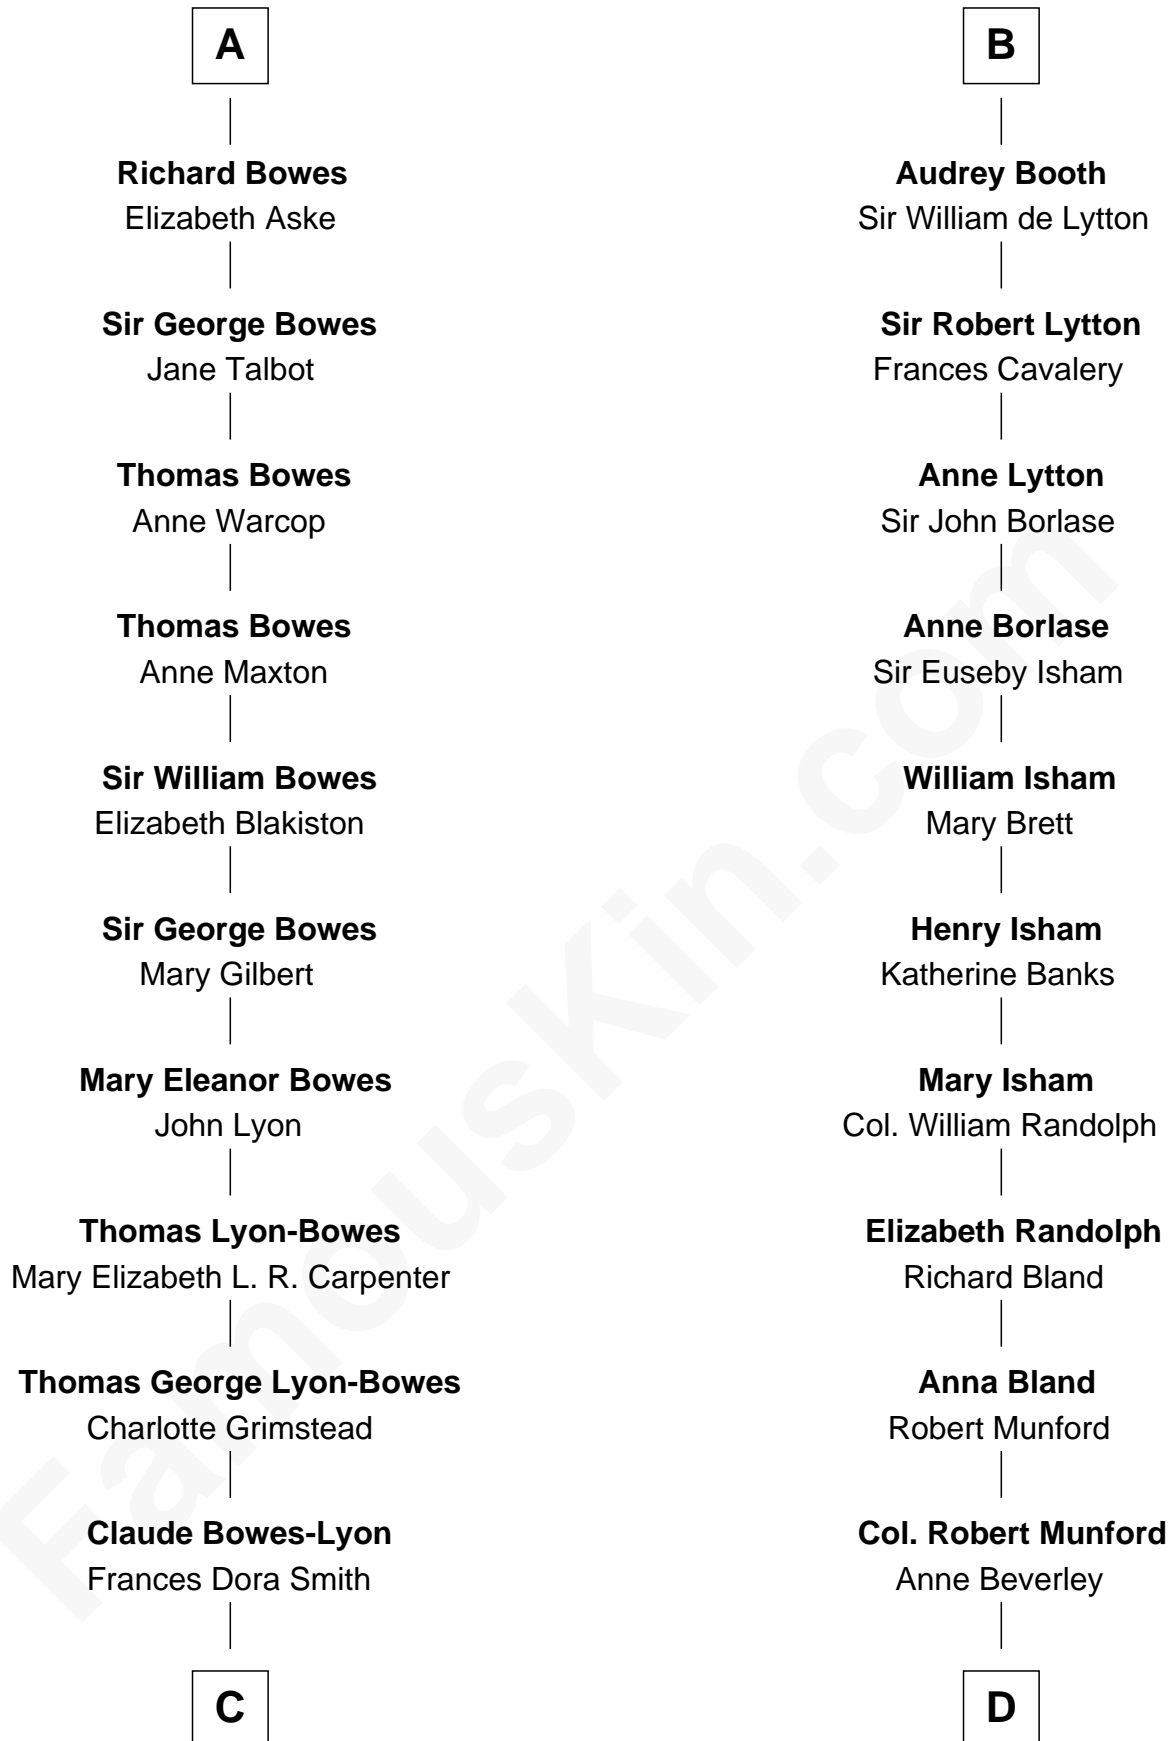 A
Richard Bowes
Elizabeth Aske
Sir George Bowes
Jane Talbot
Thomas Bowes
Anne Warcop
Thomas Bowes
Anne Maxton
Sir William Bowes
Elizabeth Blakiston
Sir George Bowes
Mary Gilbert
Mary Eleanor Bowes
John Lyon
Thomas Lyon-Bowes
Mary Elizabeth L. R. Carpenter
Thomas George Lyon-Bowes
Charlotte Grimstead
Claude Bowes-Lyon
Frances Dora Smith
C
B
Audrey Booth
Sir William de Lytton
Sir Robert Lytton
Frances Cavalery
Anne Lytton
Sir John Borlase
Anne Borlase
Sir Euseby Isham
William Isham
Mary Brett
Henry Isham
Katherine Banks
Mary Isham
Col. William Randolph
Elizabeth Randolph
Richard Bland
Anna Bland
Robert Munford
Col. Robert Munford
Anne Beverley
D
FamousKin.com